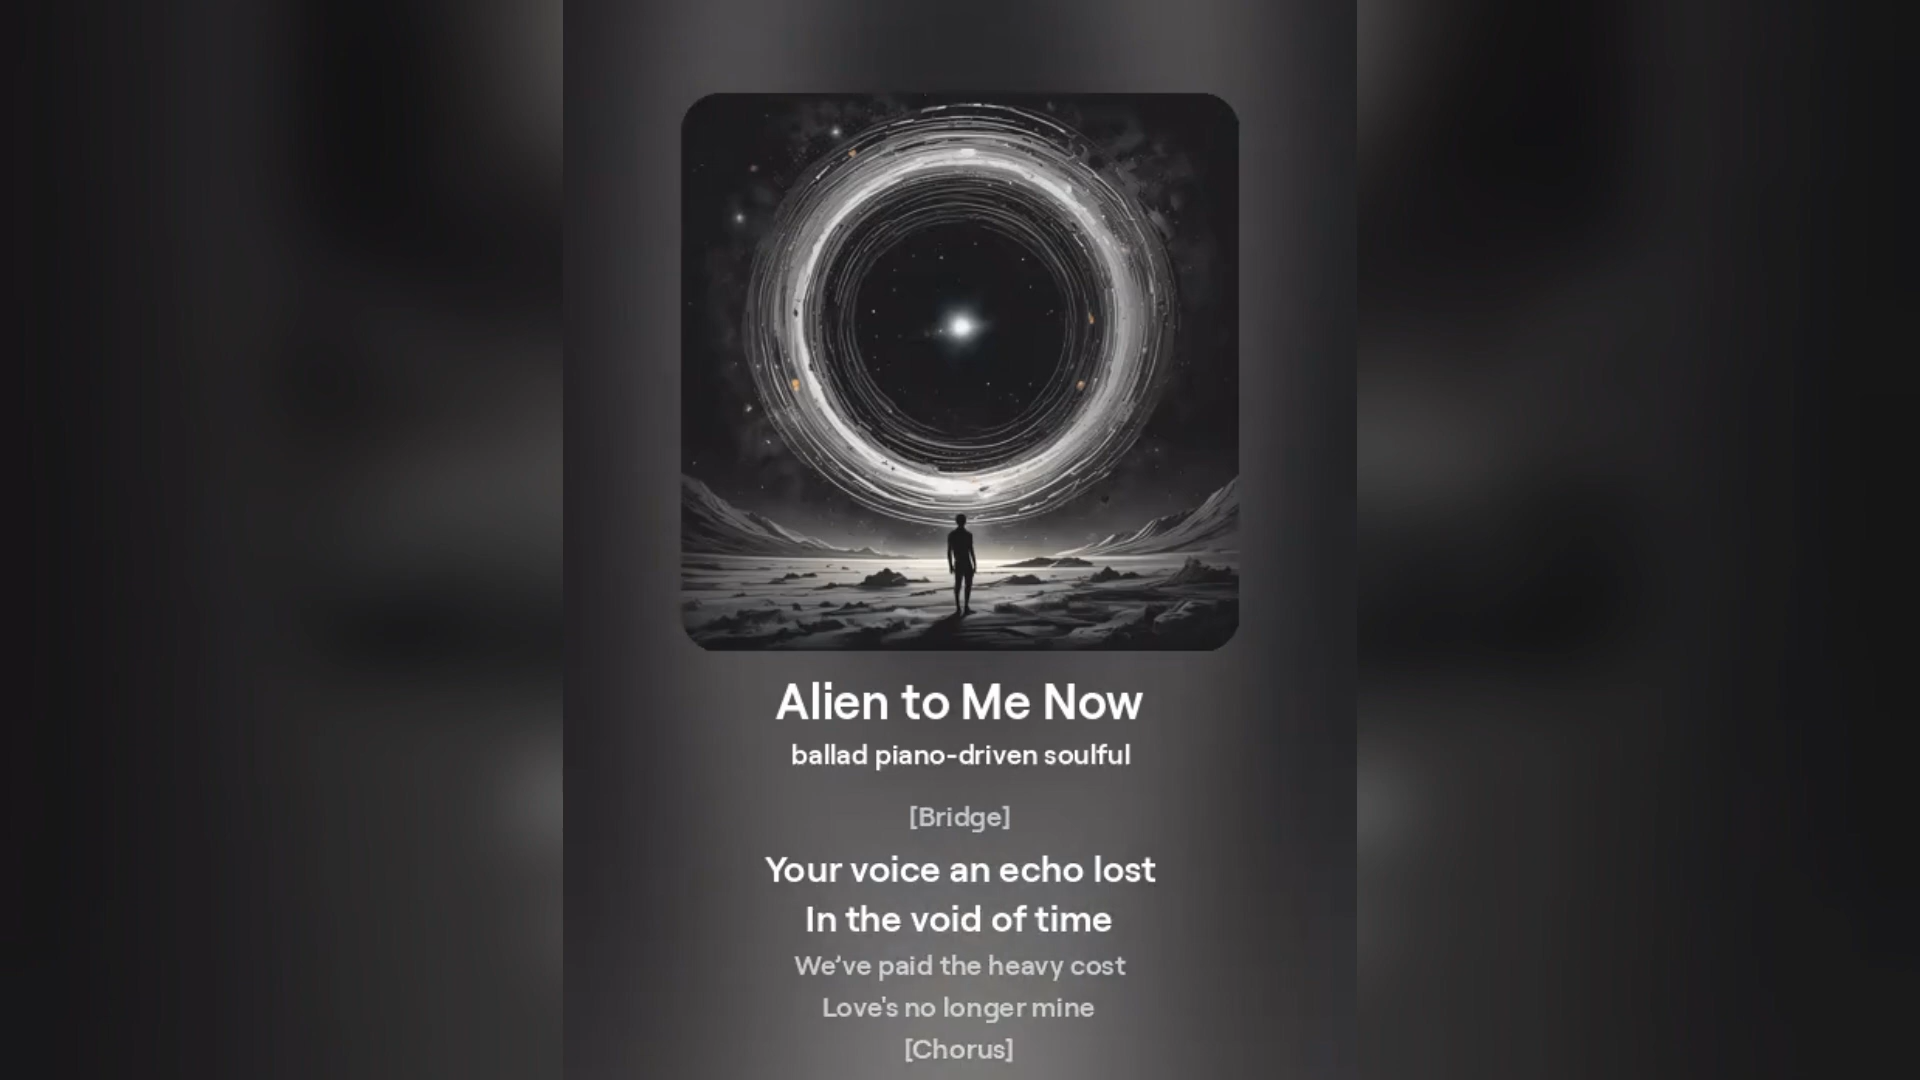 Alien to Me Now
ballad piano-driven soulful
[Bridge]
Your voice an echo lost
In the void of time
We’ve paid the heavy cost
Love's no longer mine
[Chorus]